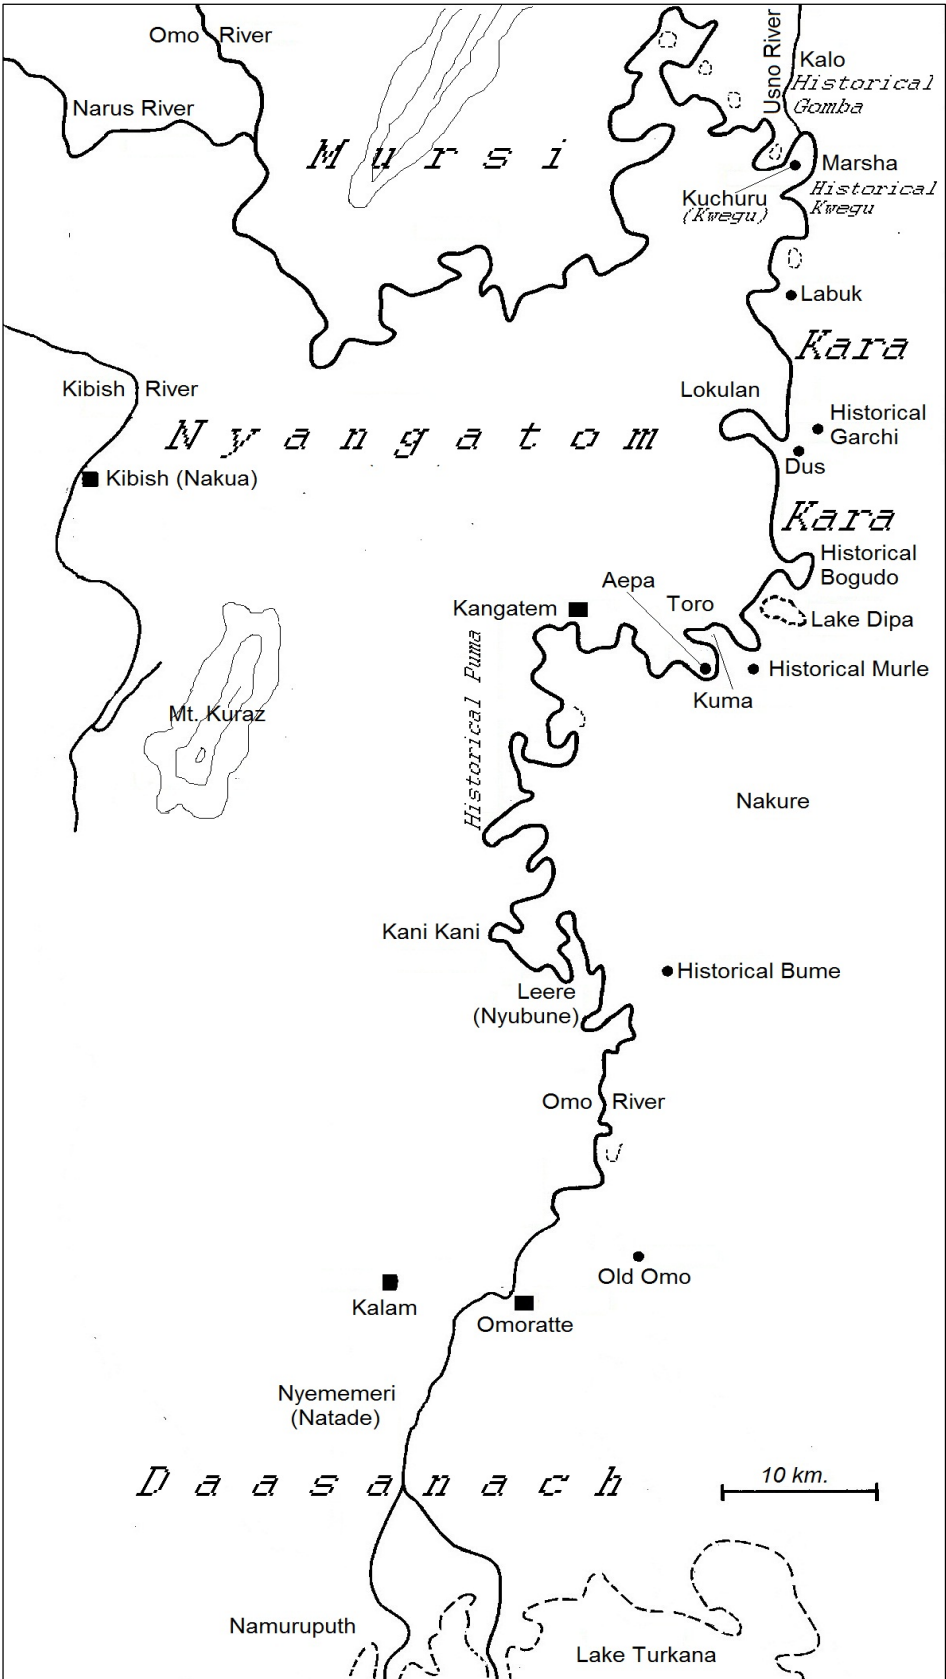 Omo River
Usno River
Kalo
Historical
Gomba
Narus River
Mursi
Marsha
Historical
Kwegu
Kuchuru
(Kwegu)
Labuk
Kara
Kibish River
Lokulan
Historical
Garchi
Nyangatom
Dus
Kibish (Nakua)
Kara
Historical
Bogudo
Aepa
Toro
Kangatem
Lake Dipa
Historical Puma
Historical Murle
Kuma
Mt. Kuraz
Nakure
Kani Kani
Historical Bume
Leere
(Nyubune)
Omo River
Old Omo
Kalam
Omoratte
Nyememeri
(Natade)
Daasanach
10 km.
Namuruputh
Lake Turkana